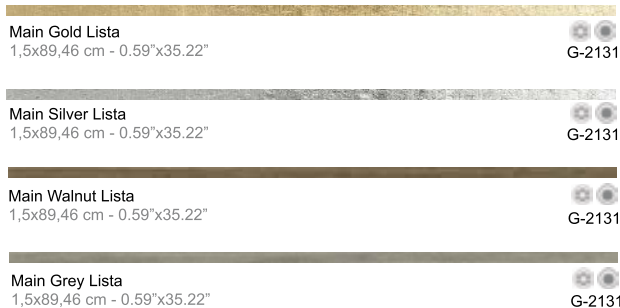 Main Gold Lista
1,5x89,46 cm - 0.59”x35.22”
G-2131
Main Silver Lista
1,5x89,46 cm - 0.59”x35.22”
G-2131
Main Walnut Lista
1,5x89,46 cm - 0.59”x35.22”
G-2131
Main Grey Lista
1,5x89,46 cm - 0.59”x35.22”
G-2131